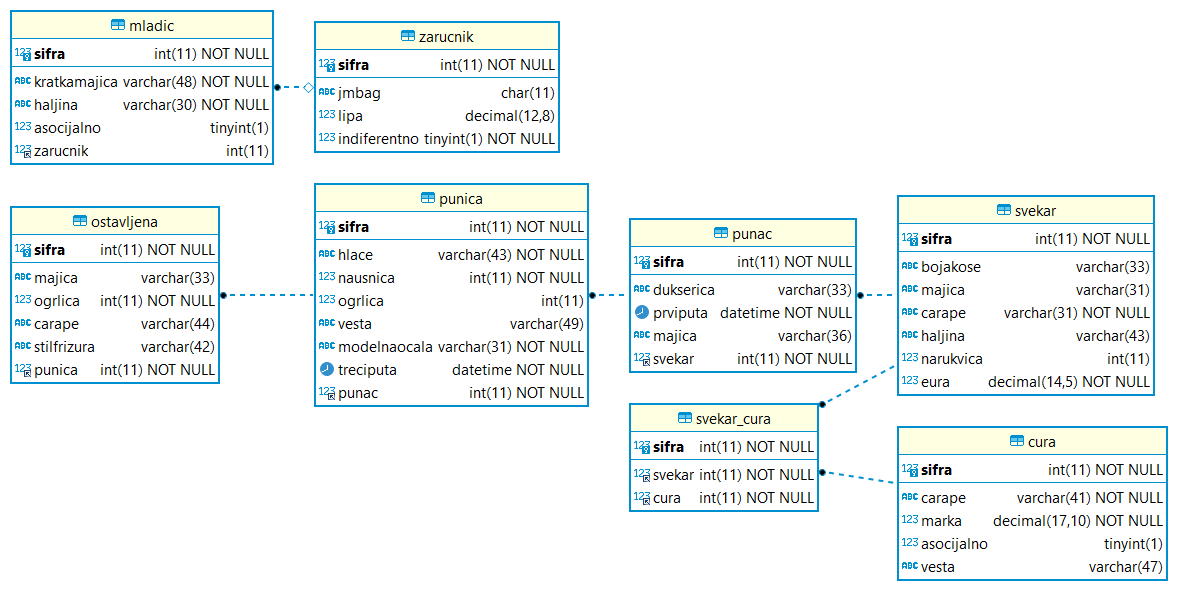 mladic
123 sifra int(11) NOT NULL
ABC kratkamajica varchar(48) NOT NULL
ABC haljina varchar(30) NOT NULL
123 asocijalno tinyint(1)
123 zarucnik int(11)
zarucnik
123 sifra int(11) NOT NULL
ABC jmbag char(11)
123 lipa decimal(12,8)
123 indiferentno tinyint(1) NOT NULL
ostavljena
123 sifra int(11) NOT NULL
ABC majica varchar(33)
123 ogrlica int(11) NOT NULL
ABC carape varchar(44)
ABC stilfrizura varchar(42)
123 punica int(11) NOT NULL
punica
123 sifra int(11) NOT NULL
ABC hlace varchar(43) NOT NULL
123 nausnica int(11) NOT NULL
123 ogrlica int(11)
ABC vesta varchar(49)
ABC modelnaocala varchar(31) NOT NULL
treciputa datetime NOT NULL
123 punac int(11) NOT NULL
punac
123 sifra int(11) NOT NULL
ABC dukserica varchar(33)
prviputa datetime NOT NULL
ABC majica varchar(36)
123 svekar int(11) NOT NULL
svekar
123 sifra int(11) NOT NULL
ABC bojakose varchar(33)
ABC majica varchar(31)
ABC carape varchar(31) NOT NULL
ABC haljina varchar(43)
123 narukvica int(11)
123 eura decimal(14,5) NOT NULL
svekar_cura
123 sifra int(11) NOT NULL
123 svekar int(11) NOT NULL
123 cura int(11) NOT NULL
cura
123 sifra int(11) NOT NULL
ABC carape varchar(41) NOT NULL
123 marka decimal(17,10) NOT NULL
123 asocijalno tinyint(1)
ABC vesta varchar(47)